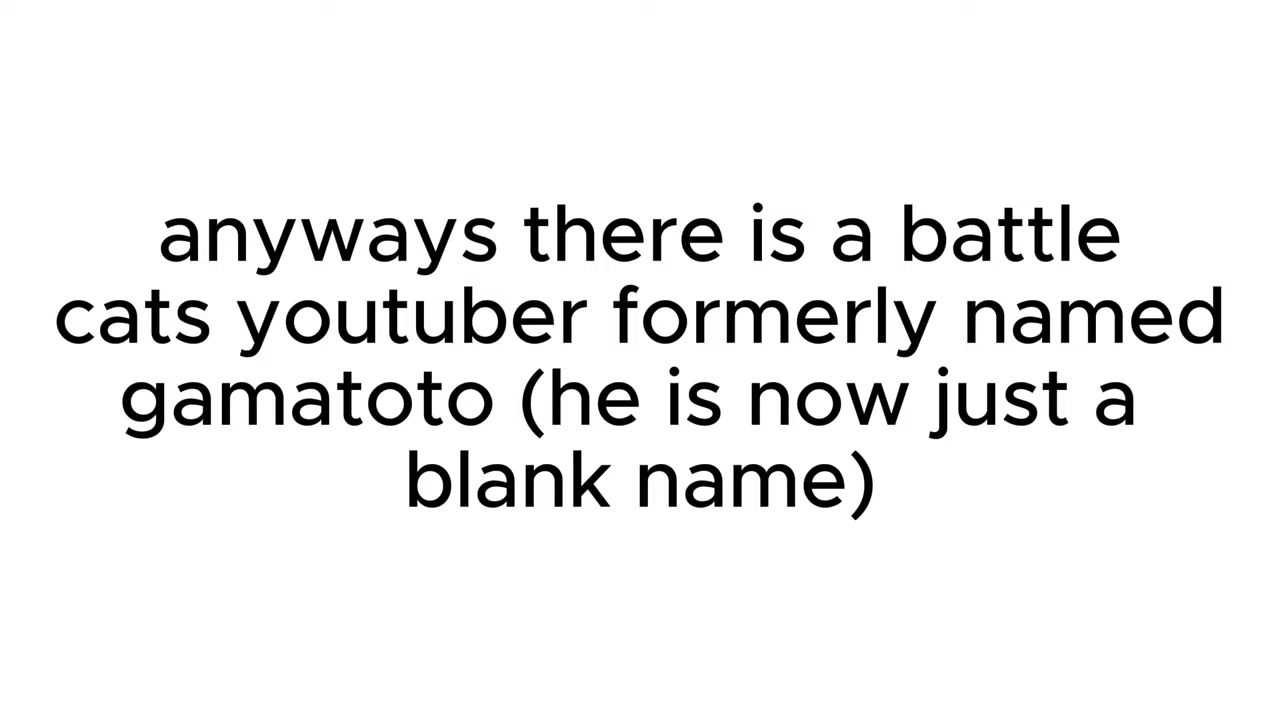 anyways there is a battle
cats youtuber formerly named
gamatoto (he is now just a
blank name)